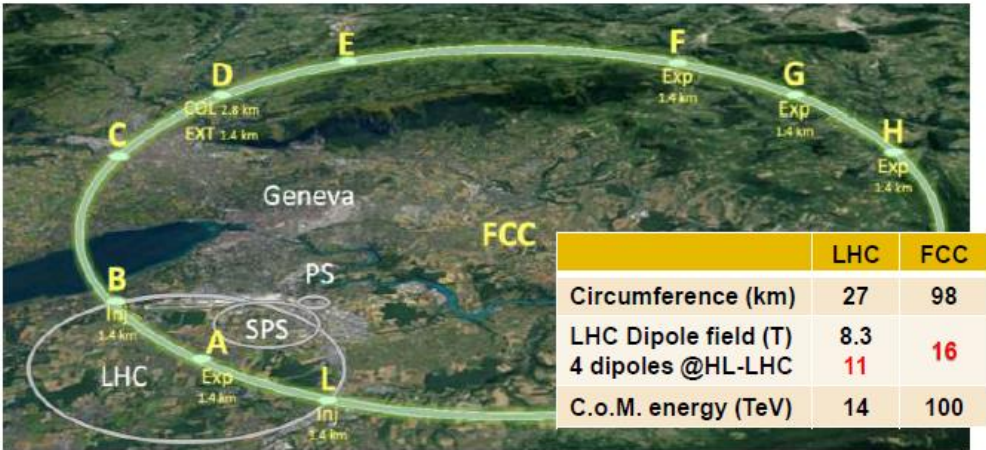 E
F
Exp
1.4 km
D
COL 2.8 km
EXT 1.4 km
G
Exp
1.4 km
C
H
Exp
1.4 km
Geneva
FCC
PS
B
Inj
1.4 km
SPS
A
Exp
1.4 km
LHC
L
Inj
1.4 km
LHC FCC
Circumference (km) 27 98
LHC Dipole field (T) 8.3
4 dipoles @HL-LHC 11 16
C.o.M. energy (TeV) 14 100